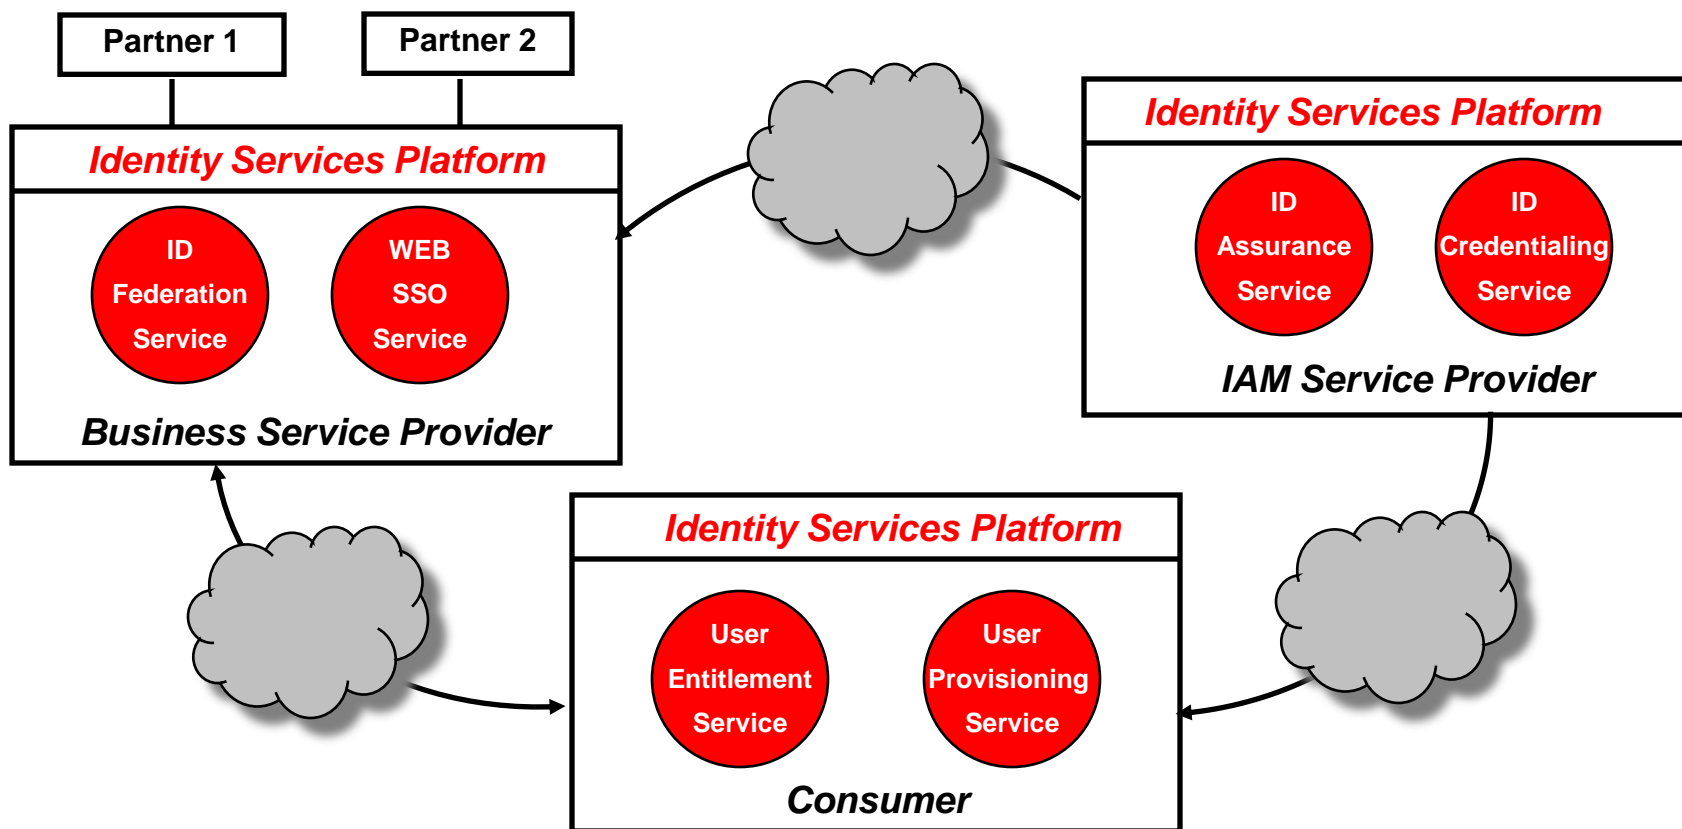 Partner 1
Partner 2
Identity Services Platform
ID
Federation
Service
WEB
SSO
Service
Business Service Provider
Identity Services Platform
ID
Assurance
Service
ID
Credentialing
Service
IAM Service Provider
Identity Services Platform
User
Entitlement
Service
User
Provisioning
Service
Consumer